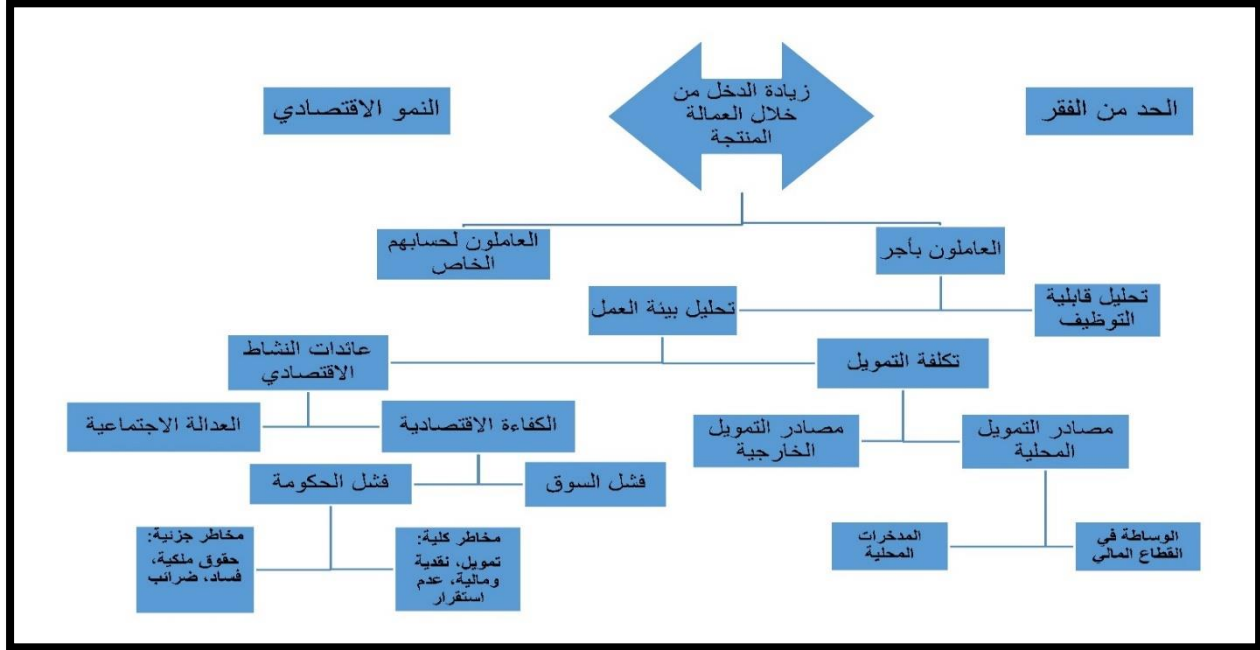 زيادة الدخل من
خلال العمالة
المنتجة
الحد من الفقر
النمو الاقتصادي
العاملون بأجر
العاملون لحسابهم
الخاص
تحليل قابلية
التوظيف
تحليل بيئة العمل
تكلفة التمويل
عائدات النشاط
الاقتصادي
مصادر التمويل
المحلية
مصادر التمويل
الخارجية
الكفاءة الاقتصادية
العدالة الاجتماعية
فشل السوق
فشل الحكومة
الوساطة في
القطاع المالي
المدخرات
المحلية
مخاطر كلية:
تمويل، نقدية
ومالية، عدم
استقرار
مخاطر جزئية:
حقوق ملكية،
فساد، ضرائب